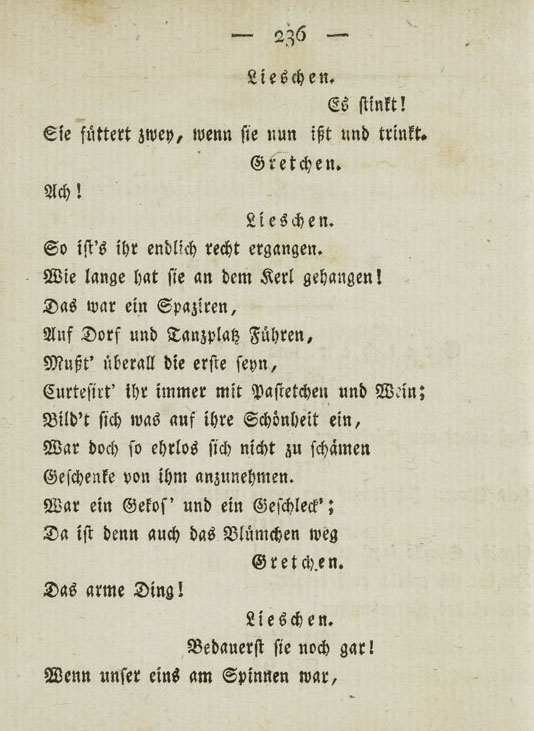 — 236 —
Lieschen.
Es stinkt!
Sie füttert zwey, wenn sie nun ißt und trinkt.
Gretchen.
Ach!
Lieschen.
So ist's ihr endlich recht ergangen.
Wie lange hat sie an dem Kerl gehangen!
Das war ein Spaziren,
Auf Dorf und Tanzplatz Führen,
Mußt' überall die erste seyn,
Curtesirt' ihr immer mit Pastetchen und Wein;
Bild't sich was auf ihre Schönheit ein,
War doch so ehrlos sich nicht zu schämen
Geschenke von ihm anzunehmen.
War ein Gekos' und ein Geschleck';
Da ist denn auch das Blümchen weg
Gretchen.
Das arme Ding!
Lieschen.
Bedauerst sie noch gar!
Wenn unser eins am Spinnen war,